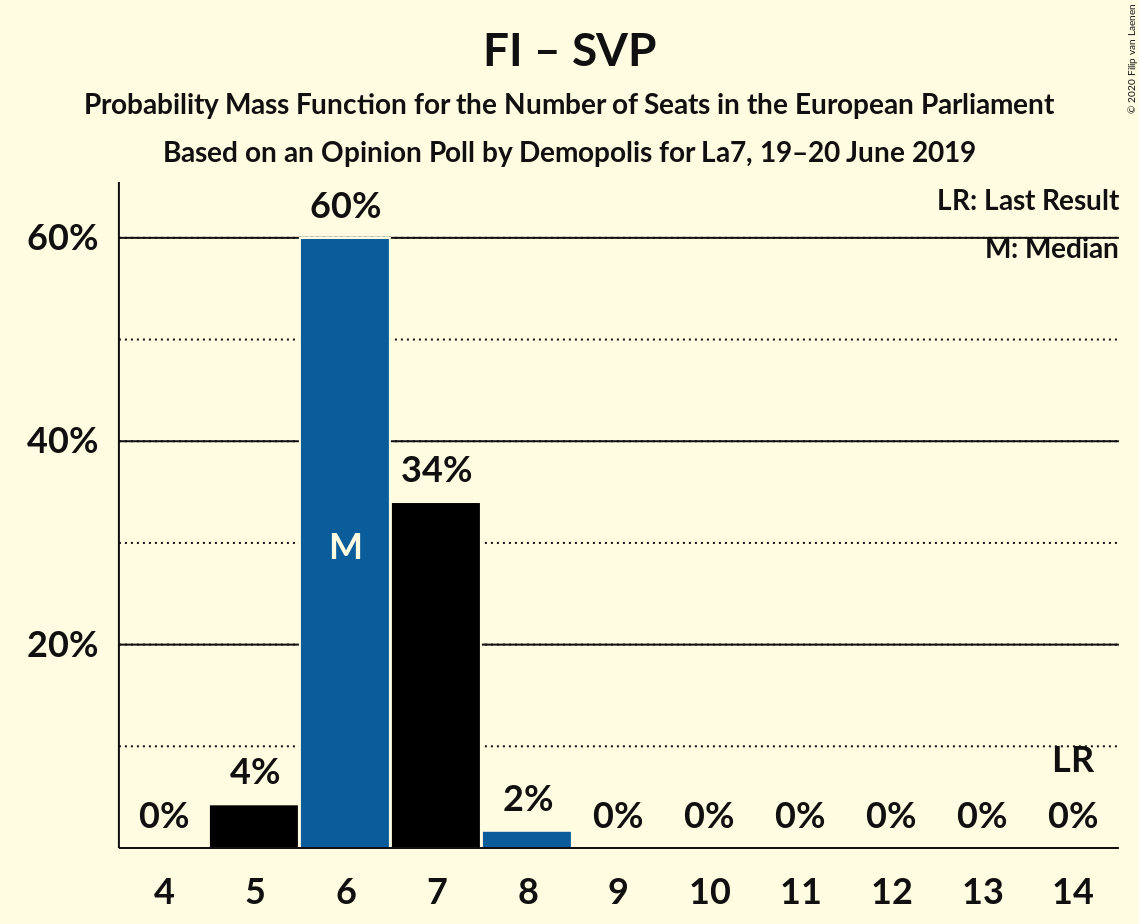 FI – SVP
Probability Mass Function for the Number of Seats in the European Parliament
Based on an Opinion Poll by Demopolis for La7, 19–20 June 2019
© 2020 Filip van Laenen
LR: Last Result
M: Median
60%
40%
20%
0%
4%
60%
34%
2%
0%
0%
0%
0%
0%
0%
M
LR
4 5 6 7 8 9 10 11 12 13 14